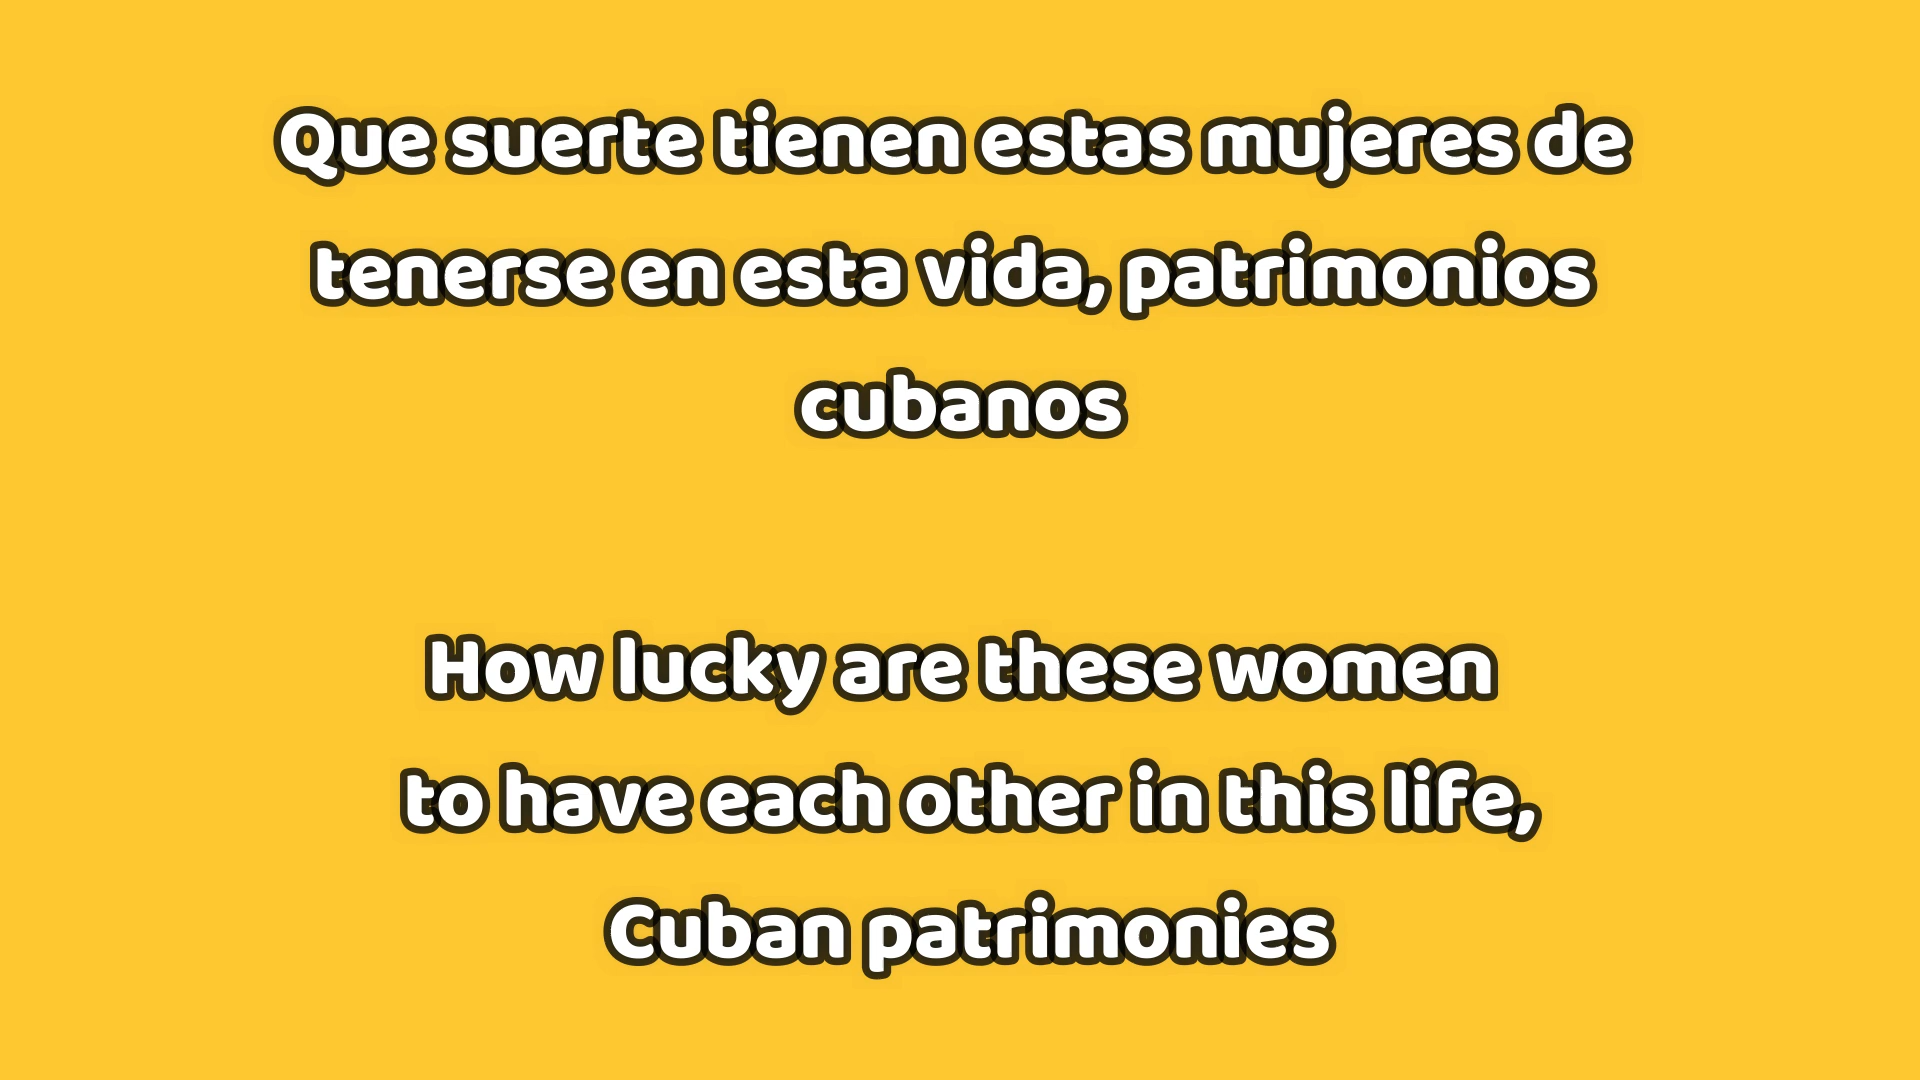 Que suerte tienen estas mujeres de
tenerse en esta vida, patrimonios
cubanos
How lucky are these women
to have each other in this life,
Cuban patrimonies